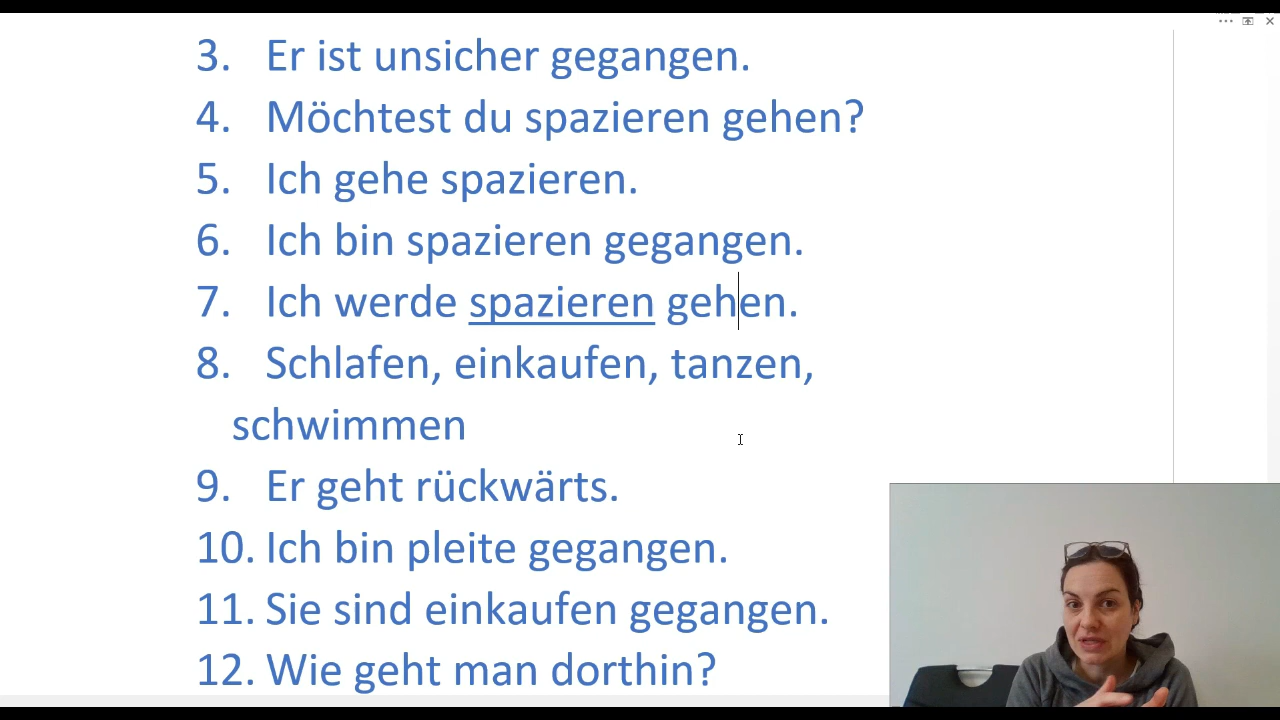 3. Er ist unsicher gegangen.
4. Möchtest du spazieren gehen?
5. Ich gehe spazieren.
6. Ich bin spazieren gegangen.
7. Ich werde spazieren gehen.
8. Schlafen, einkaufen, tanzen,
schwimmen
9. Er geht rückwärts.
10. Ich bin pleite gegangen.
11. Sie sind einkaufen gegangen.
12. Wie geht man dorthin?